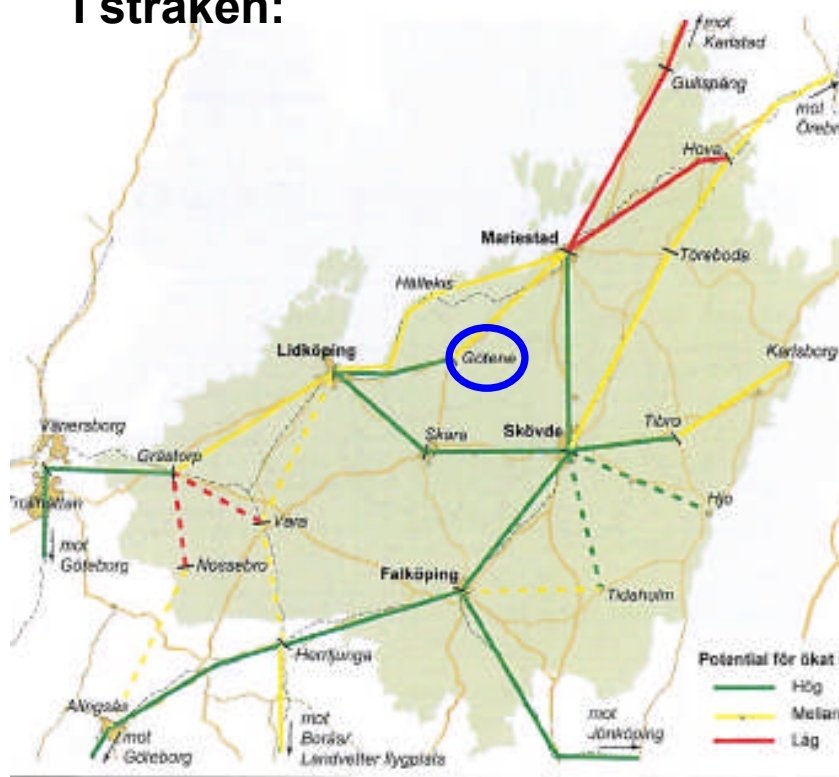 I stråken:
mot
Karlstad
Gullspång
mot
Örebr
Hova
Mariestad
Töreboda
Hällekis
Lidköping
Götene
Karlsborg
Vänersborg
Skara
Skövde
Tibro
Grästorp
Trollhättan
Vara
Hjo
mot
Göteborg
Nossebro
Falköping
Tidaholm
Herrljunga
Potential för ökat
Hög
Mellan
Låg
Alingsås
mot
Göteborg
mot
Borås/
Landvetter flygplats
mot
Jönköping